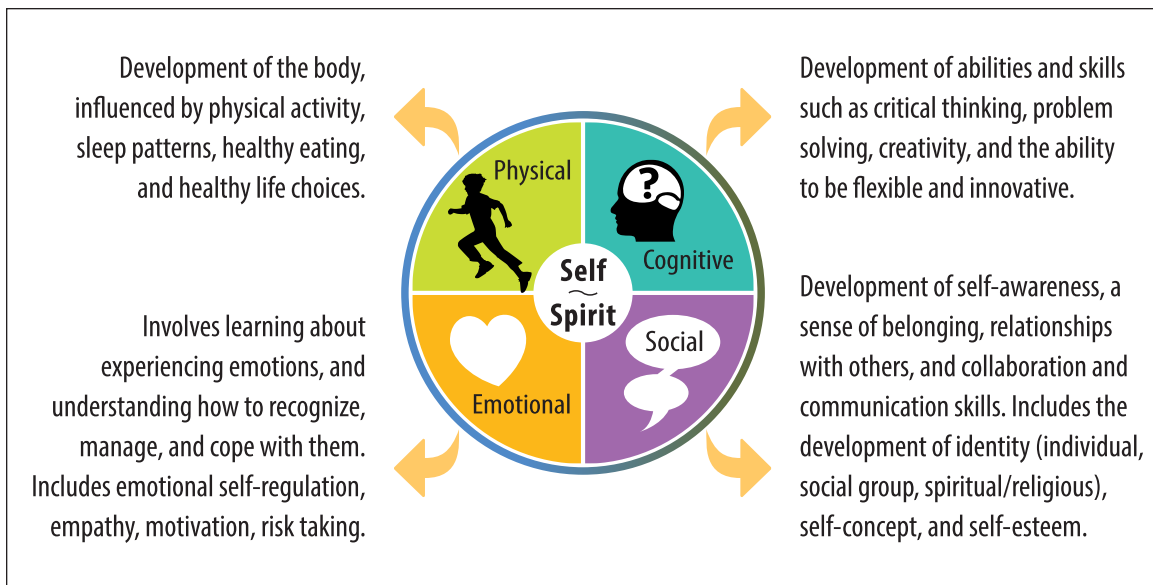 Development of the body,
influenced by physical activity,
sleep patterns, healthy eating,
and healthy life choices.
Development of abilities and skills
such as critical thinking, problem
solving, creativity, and the ability
to be flexible and innovative.
Physical
?
Cognitive
Self
~
Spirit
Social
Emotional
Involves learning about
experiencing emotions, and
understanding how to recognize,
manage, and cope with them.
Includes emotional self-regulation,
empathy, motivation, risk taking.
Development of self-awareness, a
sense of belonging, relationships
with others, and collaboration and
communication skills. Includes the
development of identity (individual,
social group, spiritual/religious),
self-concept, and self-esteem.